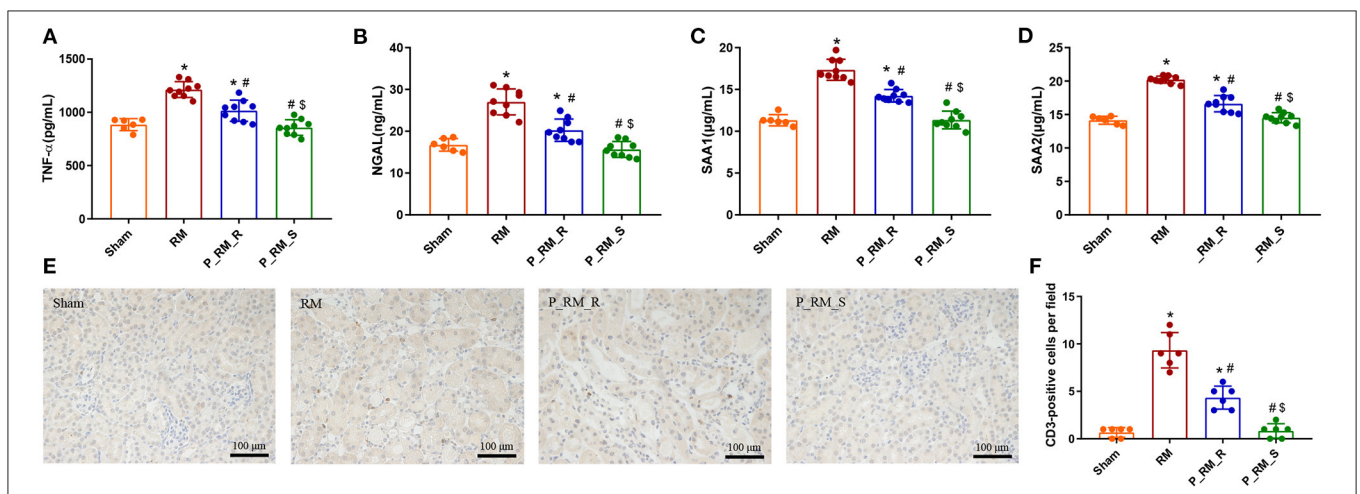 A
TNF-α(pg/mL)
1500
1000
500
0
*
* #
# $
Sham
RM
P_RM_R
P_RM_S
B
NGAL(ng/mL)
40
30
20
10
0
*
* #
# $
Sham
RM
P_RM_R
P_RM_S
C
SAA1(μg/mL)
20
15
10
5
0
*
* #
# $
Sham
RM
P_RM_R
P_RM_S
D
SAA2(μg/mL)
25
20
15
10
5
0
*
* #
# $
Sham
RM
_RM_R
_RM_S
E
Sham
100 μm
RM
100 μm
P_RM_R
100 μm
P_RM_S
100 μm
F
CD3-positive cells per field
15
10
5
0
*
* #
# $
Sham
RM
P_RM_R
P_RM_S